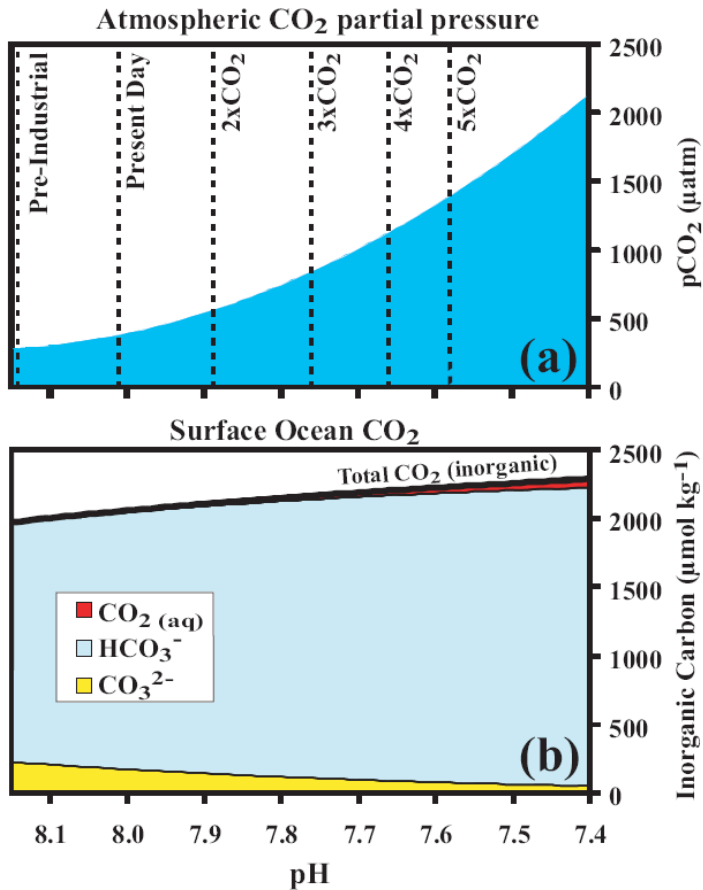 Atmospheric CO₂ partial pressure
Pre-Industrial
Present Day
2xCO₂
3xCO₂
4xCO₂
5xCO₂
2500
2000
1500
1000
500
0
pCO₂ (µatm)
(a)
Surface Ocean CO₂
Total CO₂ (inorganic)
CO₂ (aq)
HCO₃⁻
CO₃²⁻
2500
2000
1500
1000
500
0
Inorganic Carbon (µmol kg⁻¹)
(b)
8.1 8.0 7.9 7.8 7.7 7.6 7.5 7.4
pH